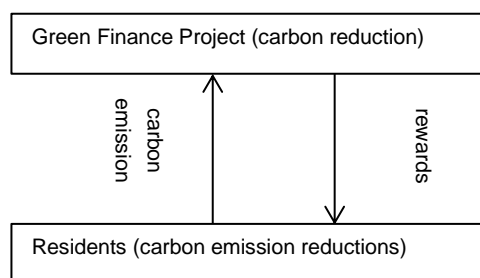 Green Finance Project (carbon reduction)
carbon
emission
rewards
Residents (carbon emission reductions)